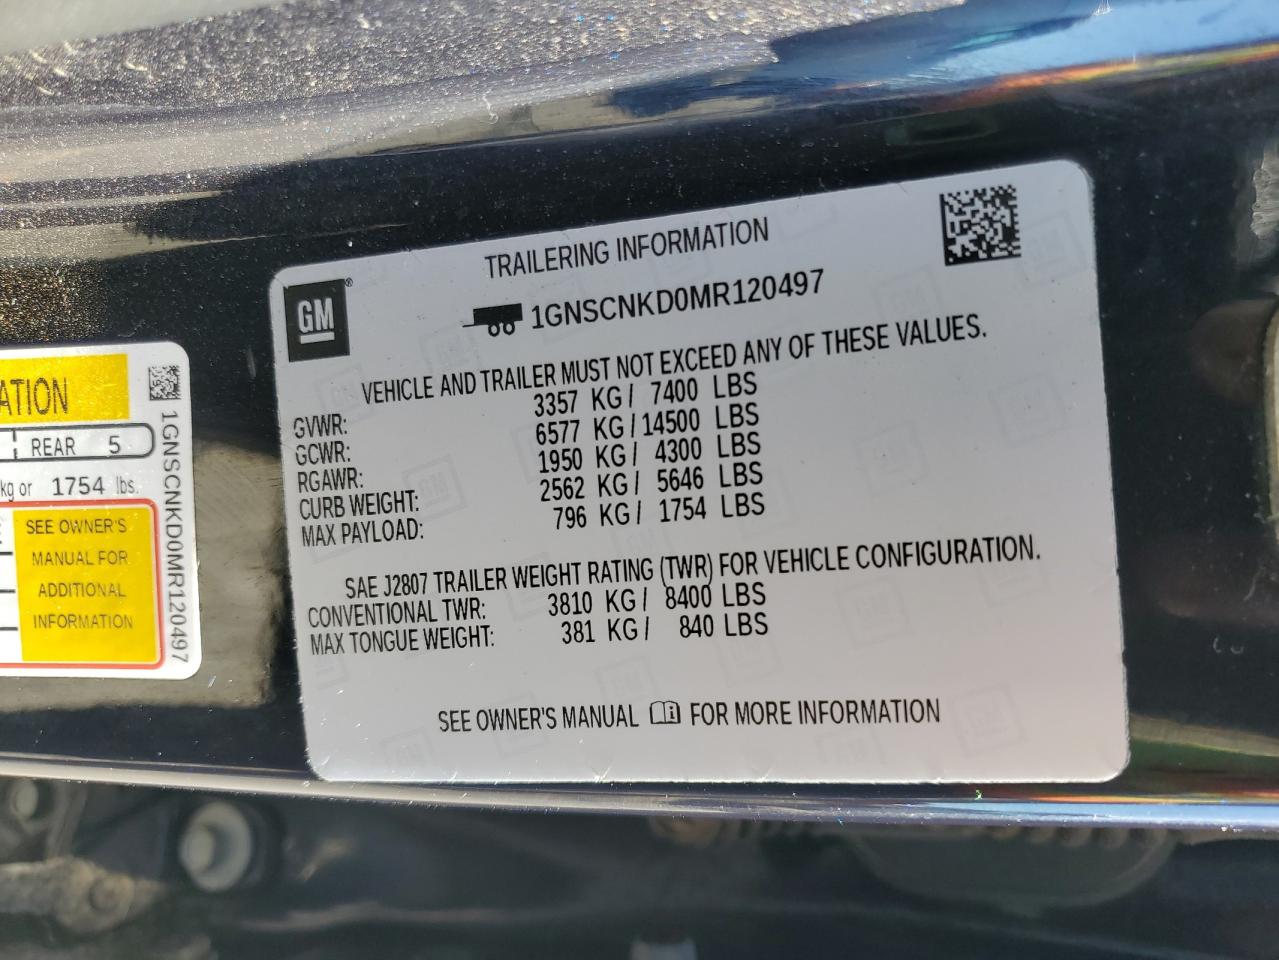 GM®
TRAILERING INFORMATION
1GNSCNKD0MR120497
VEHICLE AND TRAILER MUST NOT EXCEED ANY OF THESE VALUES.
GVWR: 3357 KG/ 7400 LBS
GCWR: 6577 KG/14500 LBS
RGAWR: 1950 KG/ 4300 LBS
CURB WEIGHT: 2562 KG/ 5646 LBS
MAX PAYLOAD: 796 KG/ 1754 LBS
SAE J2807 TRAILER WEIGHT RATING (TWR) FOR VEHICLE CONFIGURATION.
CONVENTIONAL TWR: 3810 KG/ 8400 LBS
MAX TONGUE WEIGHT: 381 KG/ 840 LBS
SEE OWNER'S MANUAL FOR MORE INFORMATION
ATION
REAR 5
kg or 1754 lbs.
SEE OWNER'S
MANUAL FOR
ADDITIONAL
INFORMATION
1GNSCNKD0MR120497